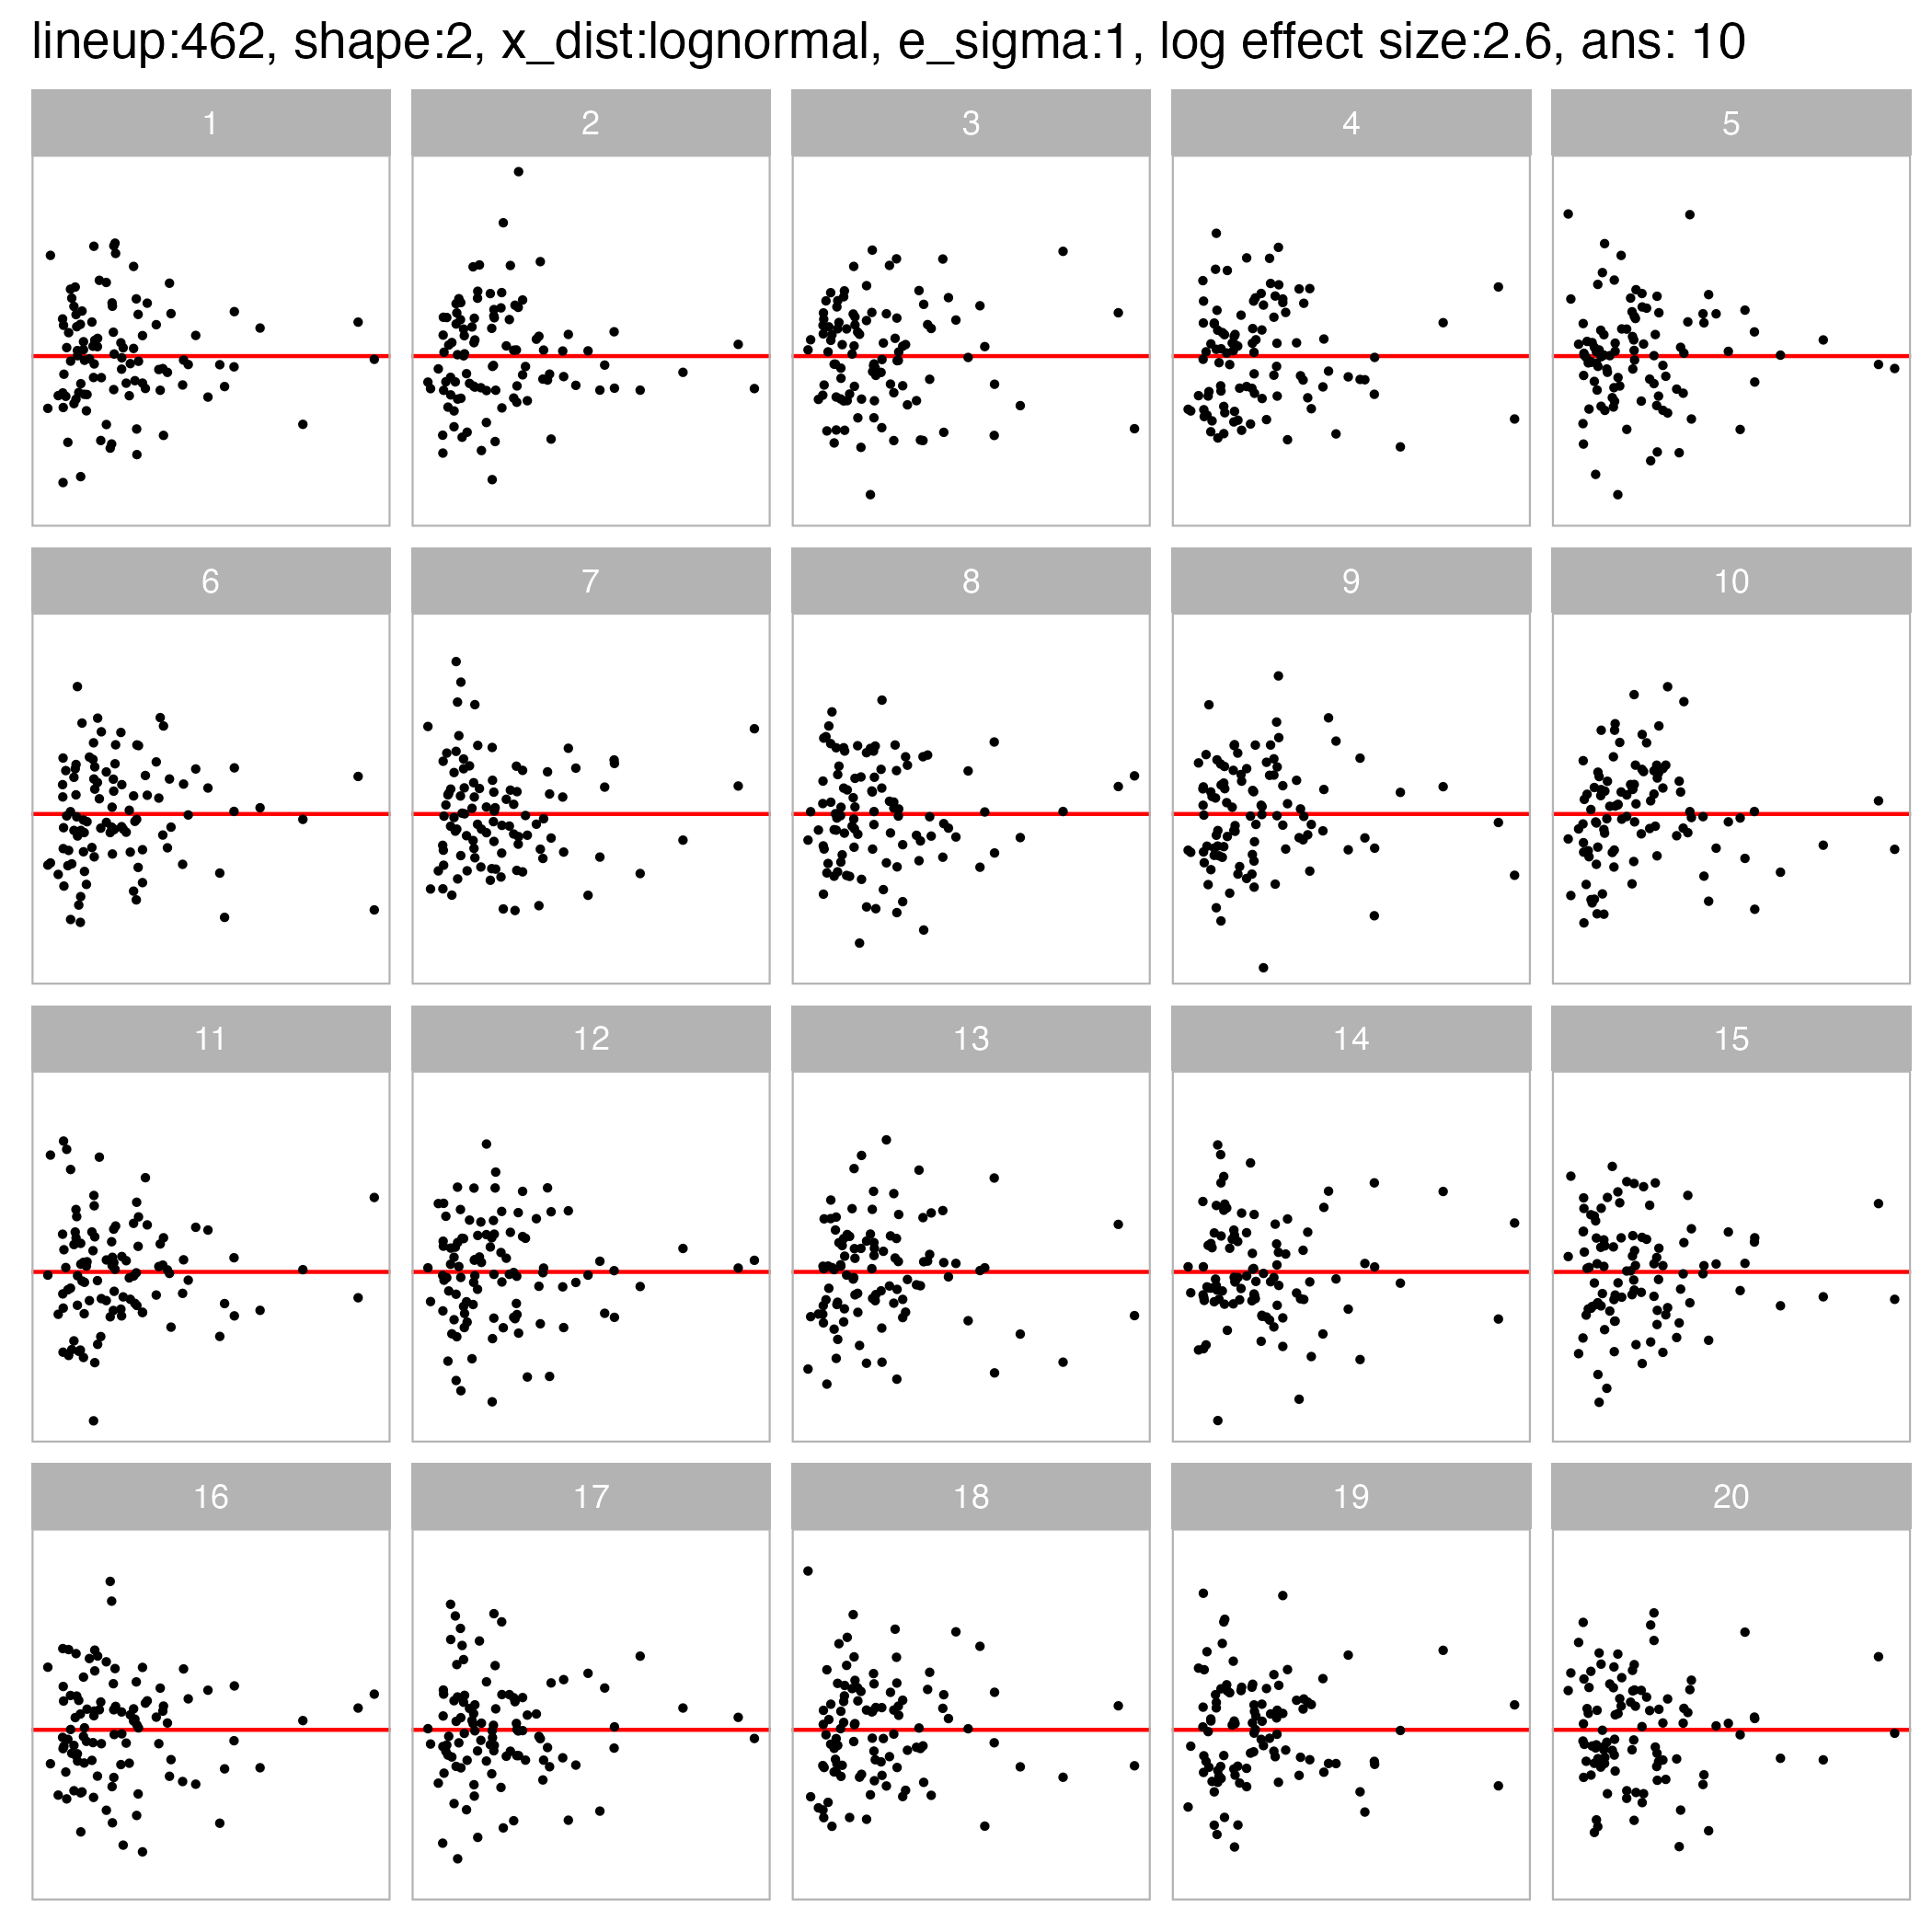 lineup:462, shape:2, x_dist:lognormal, e_sigma:1, log effect size:2.6, ans: 10
1 2 3 4 5
6 7 8 9 10
11 12 13 14 15
16 17 18 19 20